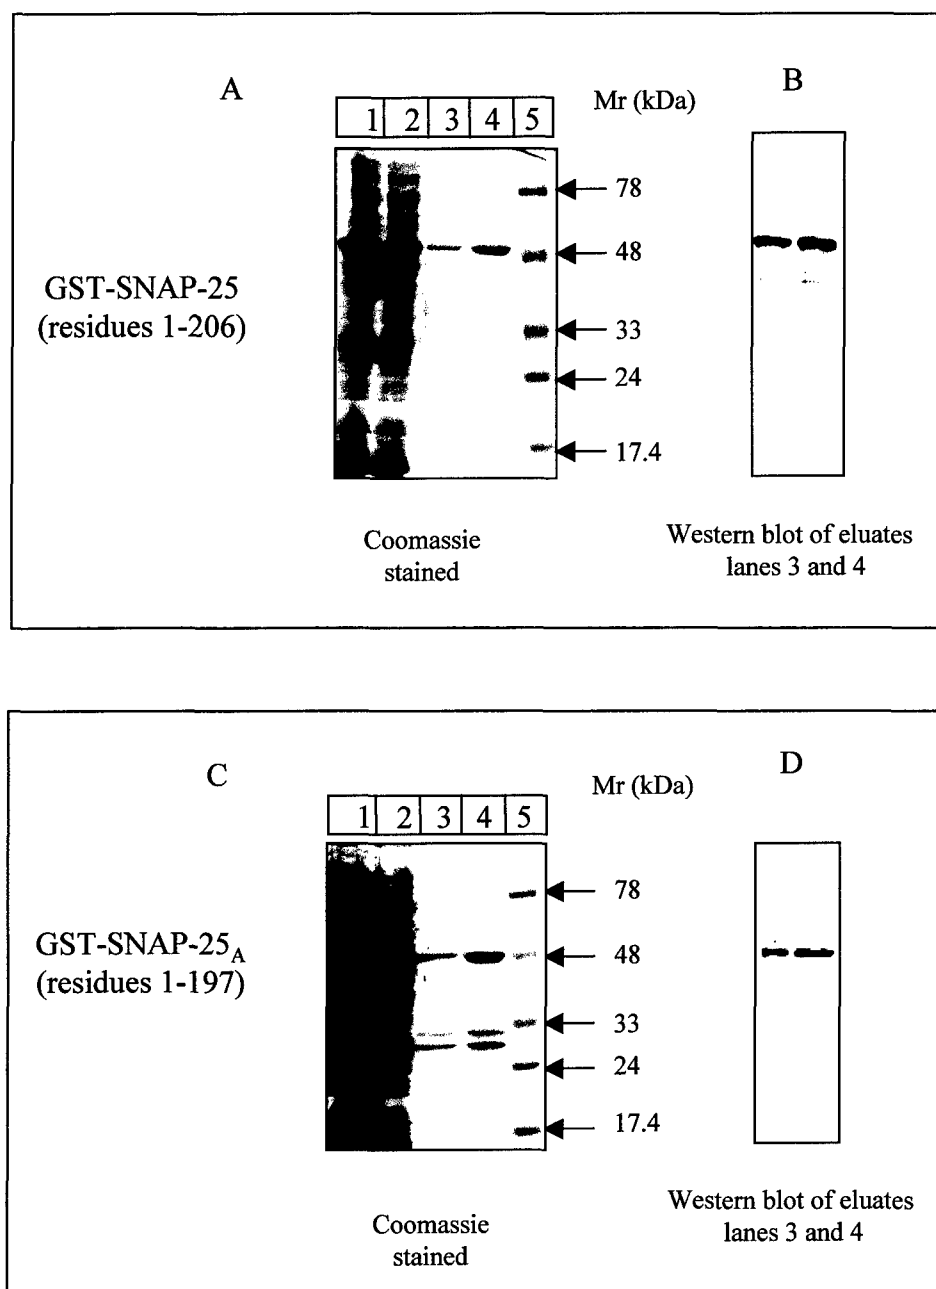 A
B
1 2 3 4 5
Mr (kDa)
78
48
33
24
17.4
GST-SNAP-25
(residues 1-206)
Coomassie
stained
Western blot of eluates
lanes 3 and 4
C
D
1 2 3 4 5
Mr (kDa)
78
48
33
24
17.4
GST-SNAP-25A
(residues 1-197)
Coomassie
stained
Western blot of eluates
lanes 3 and 4